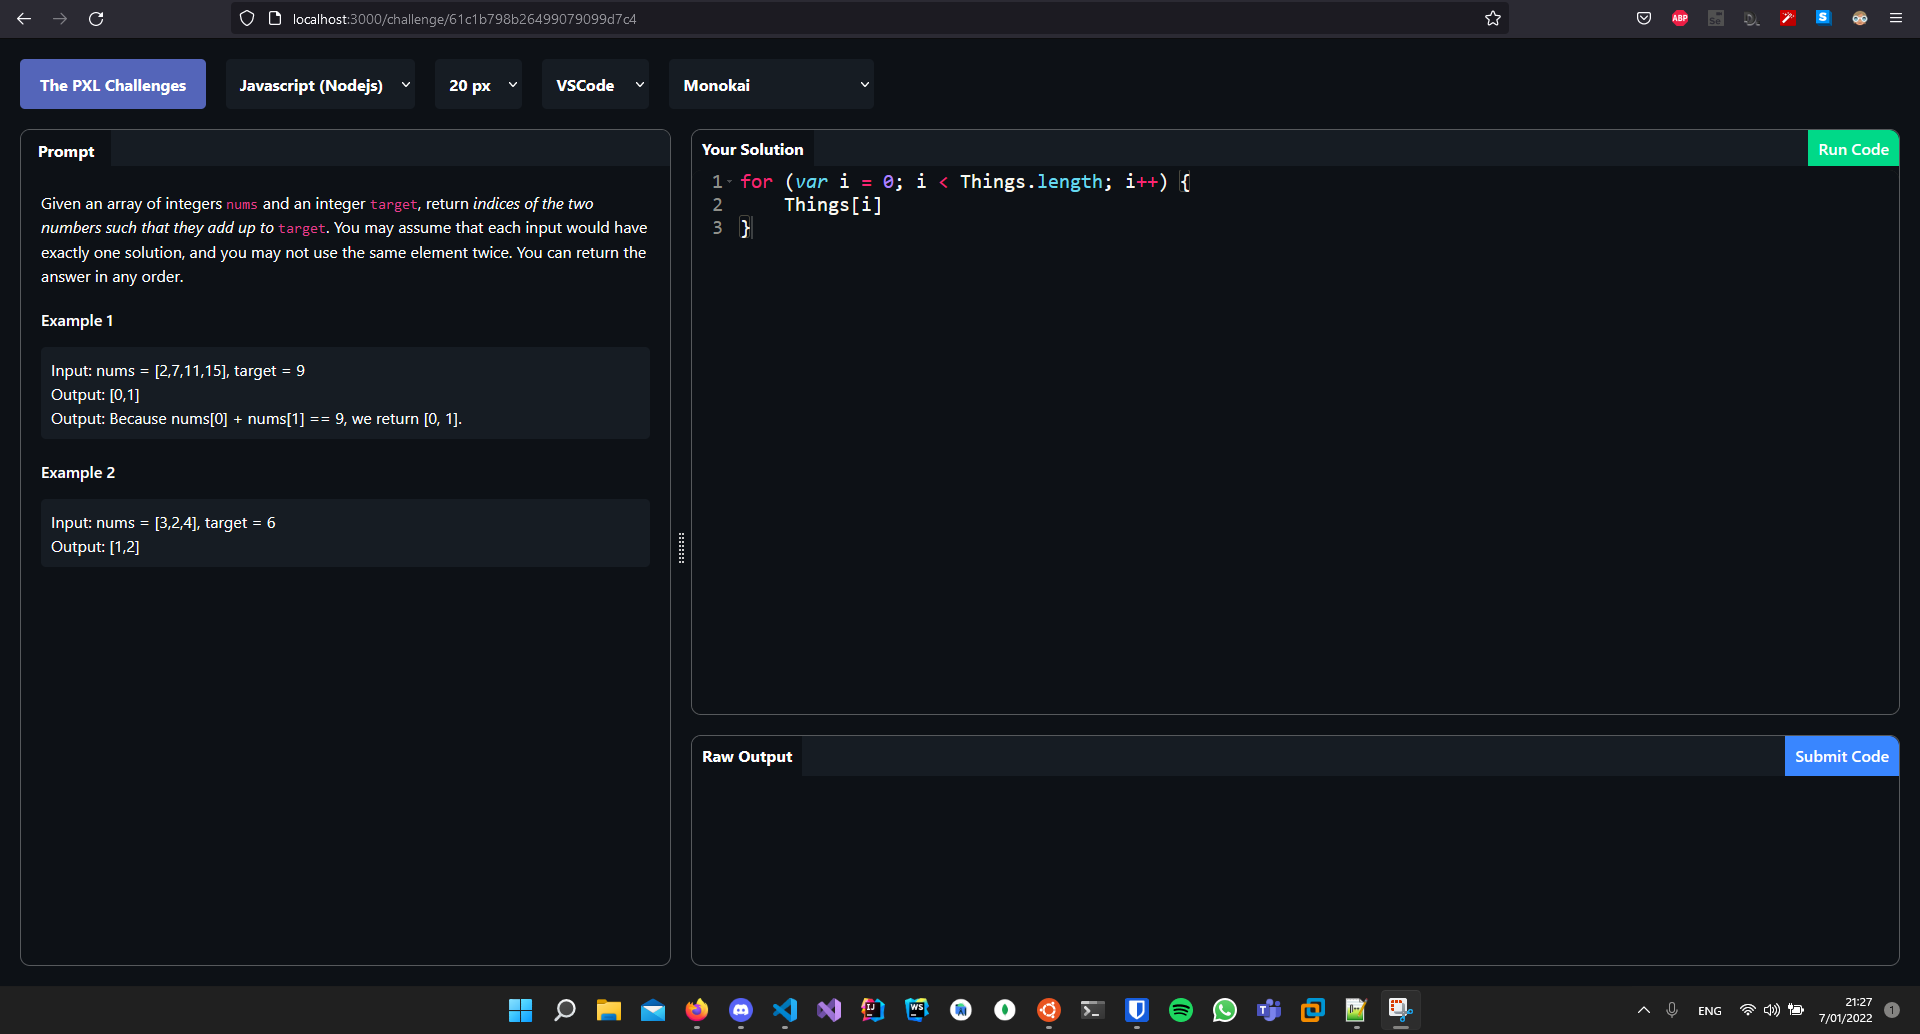 localhost:3000/challenge/61c1b798b26499079099d7c4
The PXL Challenges
Javascript (Nodejs)
20 px
VSCode
Monokai
Prompt
Given an array of integers nums and an integer target, return indices of the two
numbers such that they add up to target. You may assume that each input would have
exactly one solution, and you may not use the same element twice. You can return the
answer in any order.
Example 1
Input: nums = [2,7,11,15], target = 9
Output: [0,1]
Output: Because nums[0] + nums[1] == 9, we return [0, 1].
Example 2
Input: nums = [3,2,4], target = 6
Output: [1,2]
Your Solution
Run Code
1 for (var i = 0; i < Things.length; i++) {
2 Things[i]
3 }
Raw Output
Submit Code
ABP
Se
S
IJ
WS
ENG
21:27
7/01/2022
1